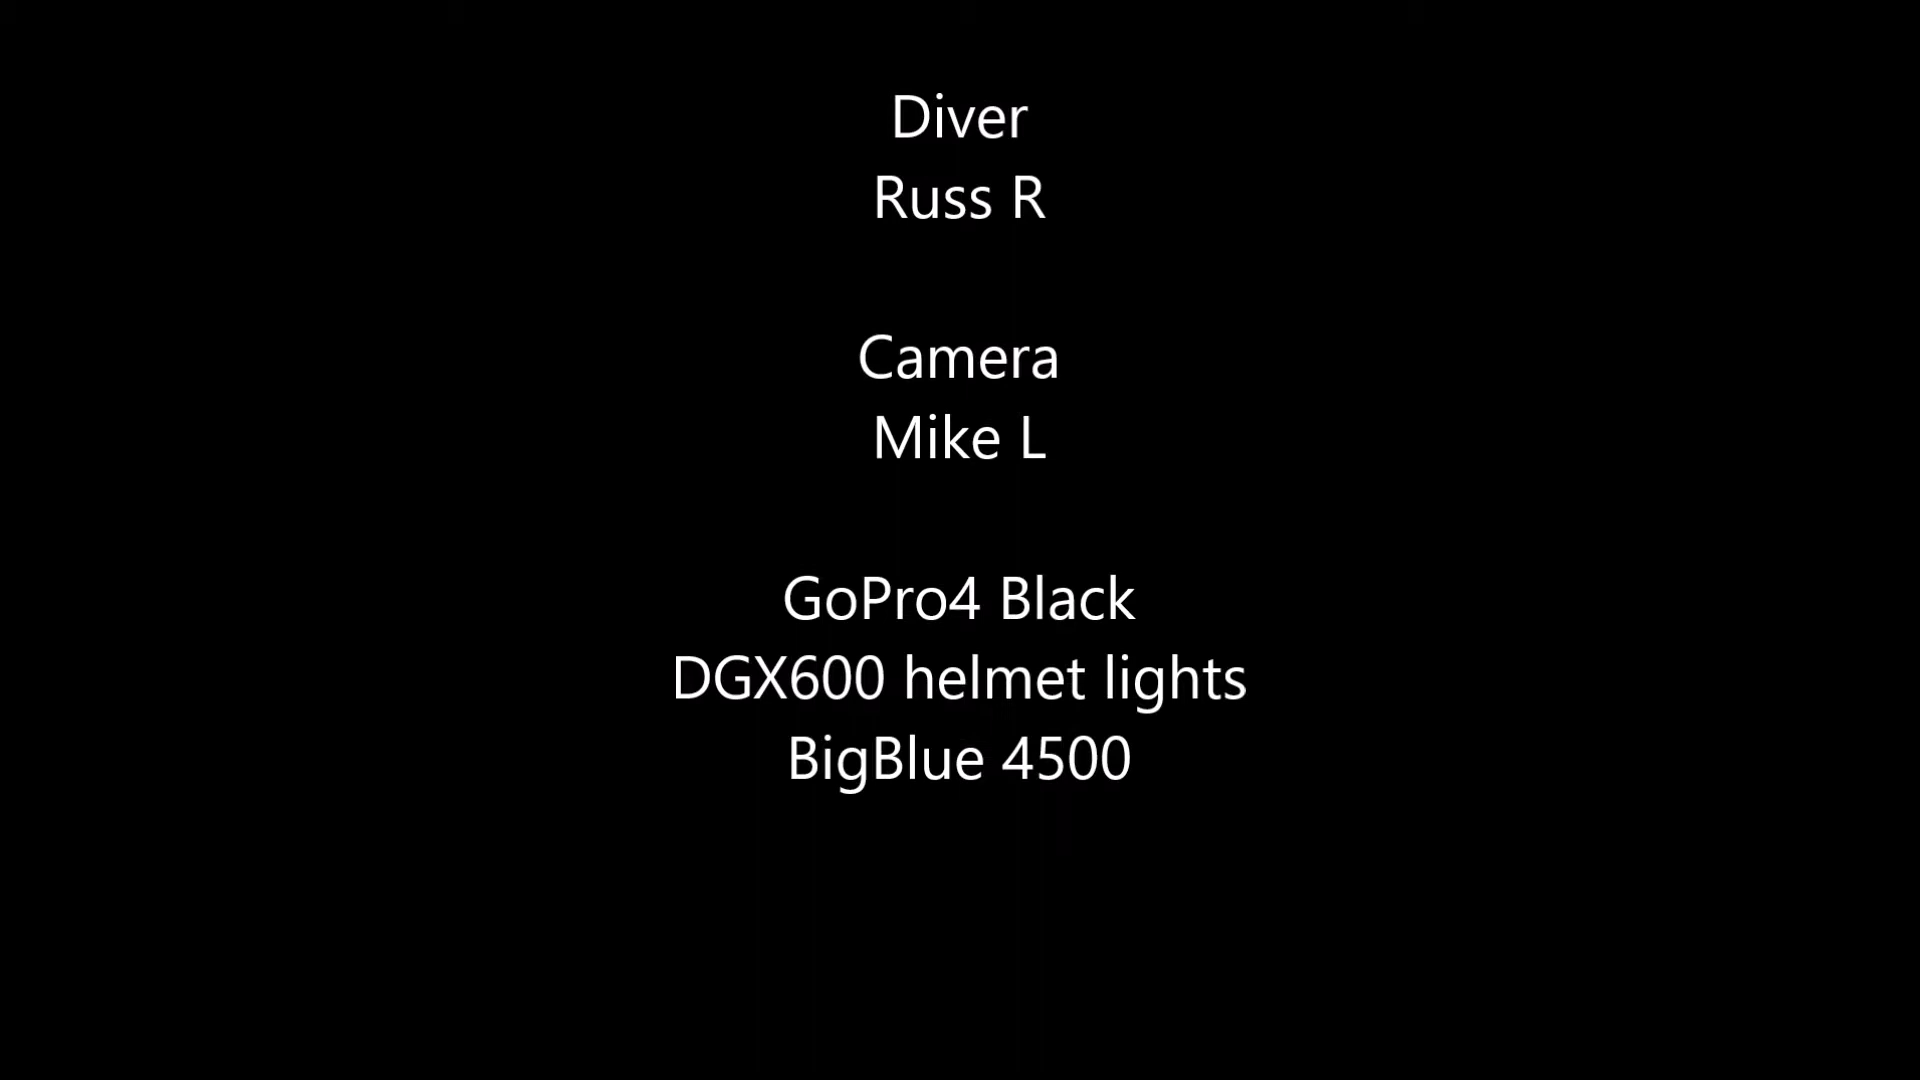 Diver
Russ R
Camera
Mike L
GoPro4 Black
DGX600 helmet lights
BigBlue 4500